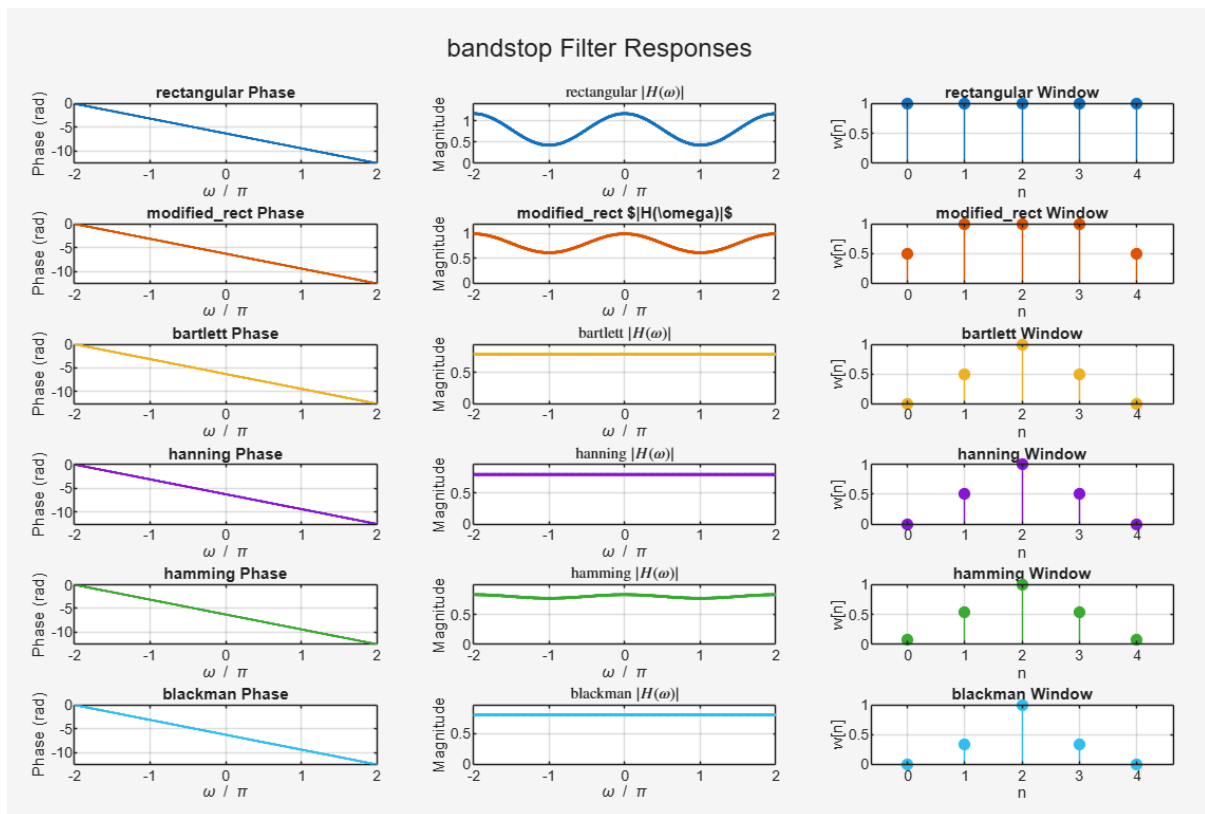 bandstop Filter Responses
rectangular Phase
Phase (rad)
0
-5
-10
-2 -1 0 1 2
ω / π
rectangular |H(ω)|
Magnitude
1
0.5
0
-2 -1 0 1 2
ω / π
rectangular Window
w[n]
1
0.5
0
0 1 2 3 4
n
modified_rect Phase
Phase (rad)
0
-5
-10
-2 -1 0 1 2
ω / π
modified_rect $|H(\omega)|$
Magnitude
1
0.5
0
-2 -1 0 1 2
ω / π
modified_rect Window
w[n]
1
0.5
0
0 1 2 3 4
n
bartlett Phase
Phase (rad)
0
-5
-10
-2 -1 0 1 2
ω / π
bartlett |H(ω)|
Magnitude
0.5
0
-2 -1 0 1 2
ω / π
bartlett Window
w[n]
1
0.5
0
0 1 2 3 4
n
hanning Phase
Phase (rad)
0
-5
-10
-2 -1 0 1 2
ω / π
hanning |H(ω)|
Magnitude
0.5
0
-2 -1 0 1 2
ω / π
hanning Window
w[n]
1
0.5
0
0 1 2 3 4
n
hamming Phase
Phase (rad)
0
-5
-10
-2 -1 0 1 2
ω / π
hamming |H(ω)|
Magnitude
0.5
0
-2 -1 0 1 2
ω / π
hamming Window
w[n]
1
0.5
0
0 1 2 3 4
n
blackman Phase
Phase (rad)
0
-5
-10
-2 -1 0 1 2
ω / π
blackman |H(ω)|
Magnitude
0.5
0
-2 -1 0 1 2
ω / π
blackman Window
w[n]
1
0.5
0
0 1 2 3 4
n